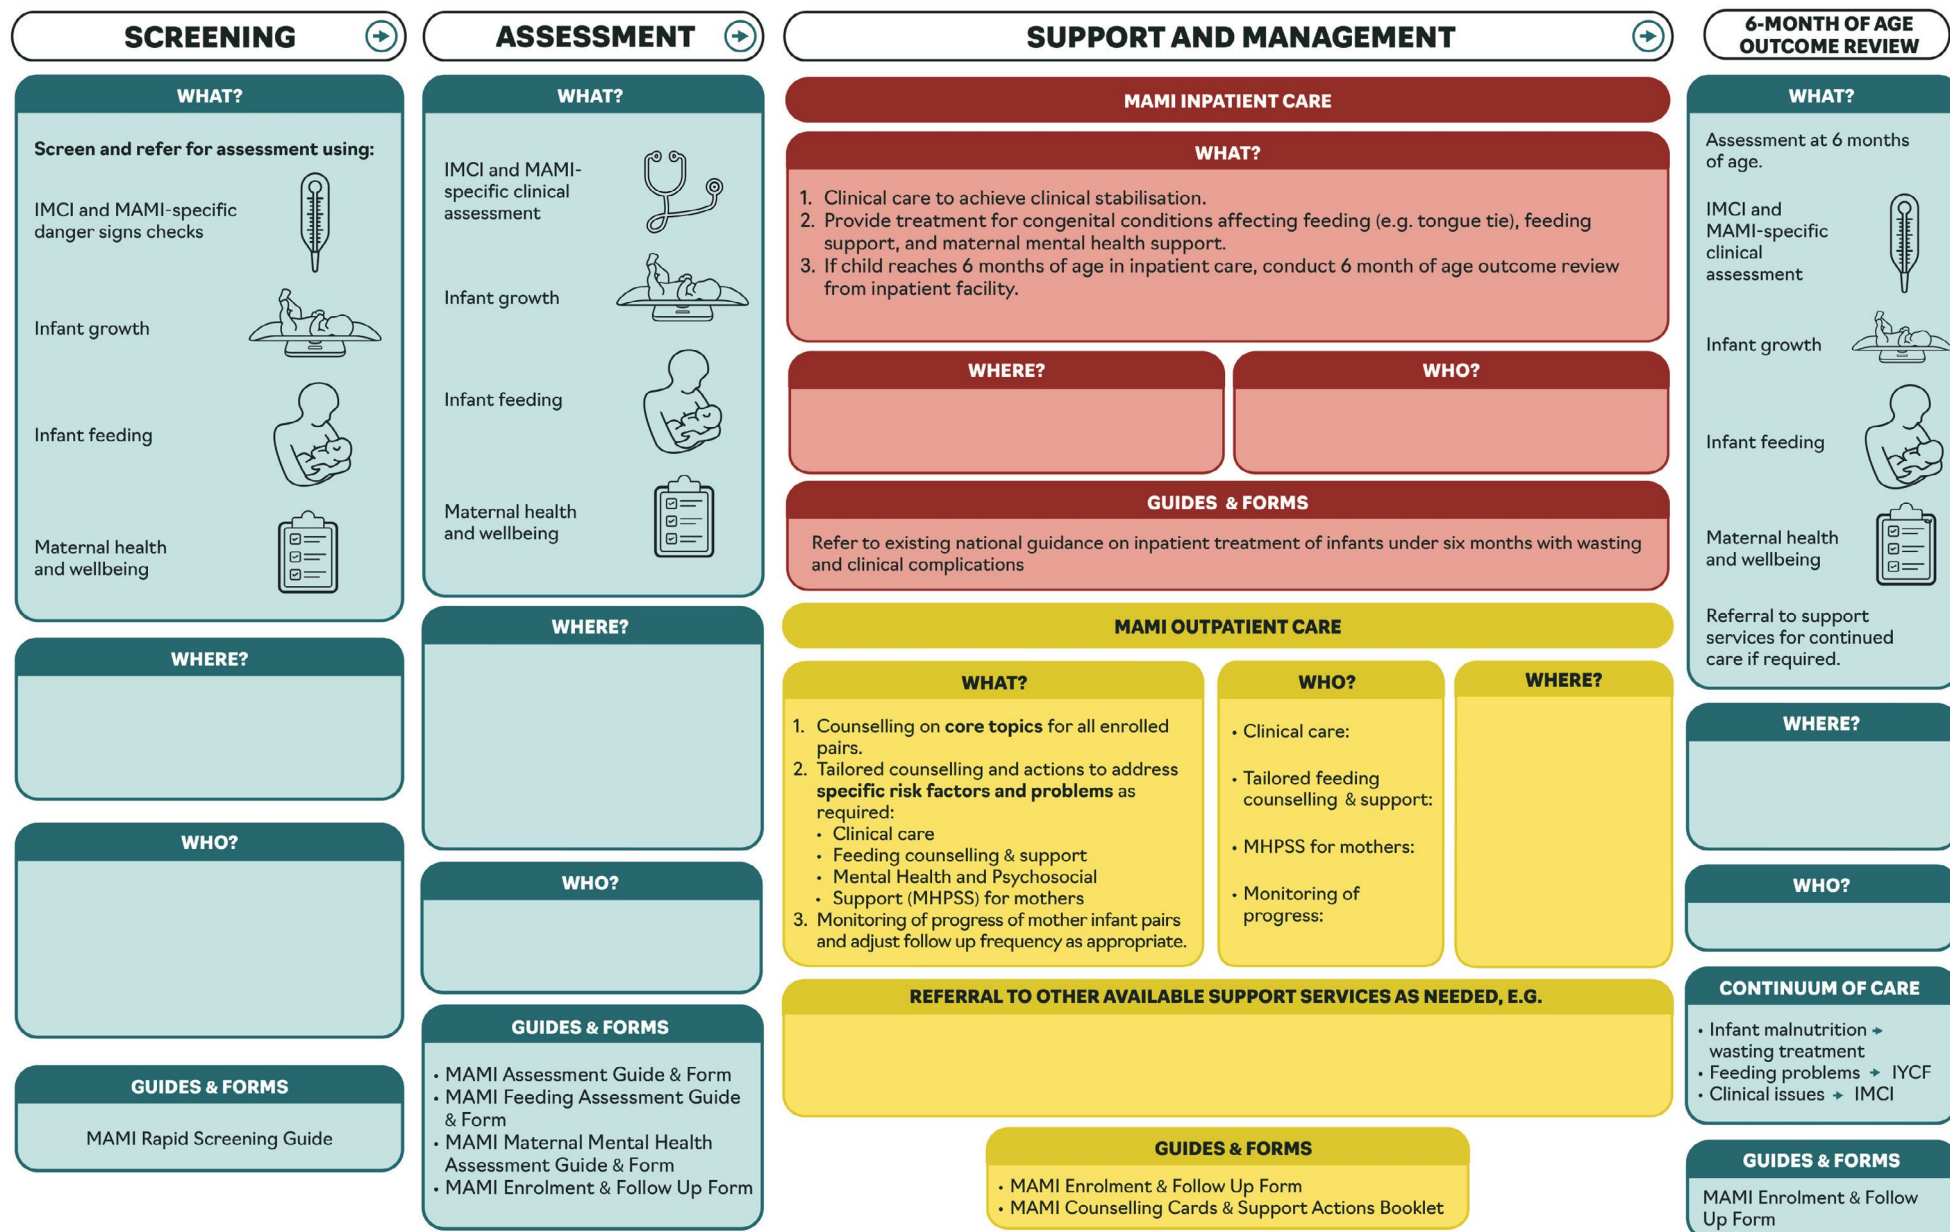 SCREENING
WHAT?
Screen and refer for assessment using:
IMCI and MAMI-specific
danger signs checks
Infant growth
Infant feeding
Maternal health
and wellbeing
WHERE?
WHO?
GUIDES & FORMS
MAMI Rapid Screening Guide
ASSESSMENT
WHAT?
IMCI and MAMI-
specific clinical
assessment
Infant growth
Infant feeding
Maternal health
and wellbeing
WHERE?
WHO?
GUIDES & FORMS
• MAMI Assessment Guide & Form
• MAMI Feeding Assessment Guide
& Form
• MAMI Maternal Mental Health
Assessment Guide & Form
• MAMI Enrolment & Follow Up Form
SUPPORT AND MANAGEMENT
MAMI INPATIENT CARE
WHAT?
1. Clinical care to achieve clinical stabilisation.
2. Provide treatment for congenital conditions affecting feeding (e.g. tongue tie), feeding
support, and maternal mental health support.
3. If child reaches 6 months of age in inpatient care, conduct 6 month of age outcome review
from inpatient facility.
WHERE?
WHO?
GUIDES & FORMS
Refer to existing national guidance on inpatient treatment of infants under six months with wasting
and clinical complications
MAMI OUTPATIENT CARE
WHAT?
1. Counselling on core topics for all enrolled
pairs.
2. Tailored counselling and actions to address
specific risk factors and problems as
required:
• Clinical care
• Feeding counselling & support
• Mental Health and Psychosocial
• Support (MHPSS) for mothers
3. Monitoring of progress of mother infant pairs
and adjust follow up frequency as appropriate.
WHO?
• Clinical care:
• Tailored feeding
counselling & support:
• MHPSS for mothers:
• Monitoring of
progress:
WHERE?
REFERRAL TO OTHER AVAILABLE SUPPORT SERVICES AS NEEDED, E.G.
GUIDES & FORMS
• MAMI Enrolment & Follow Up Form
• MAMI Counselling Cards & Support Actions Booklet
6-MONTH OF AGE
OUTCOME REVIEW
WHAT?
Assessment at 6 months
of age.
IMCI and
MAMI-specific
clinical
assessment
Infant growth
Infant feeding
Maternal health
and wellbeing
Referral to support
services for continued
care if required.
WHERE?
WHO?
CONTINUUM OF CARE
• Infant malnutrition →
wasting treatment
• Feeding problems → IYCF
• Clinical issues → IMCI
GUIDES & FORMS
MAMI Enrolment & Follow
Up Form